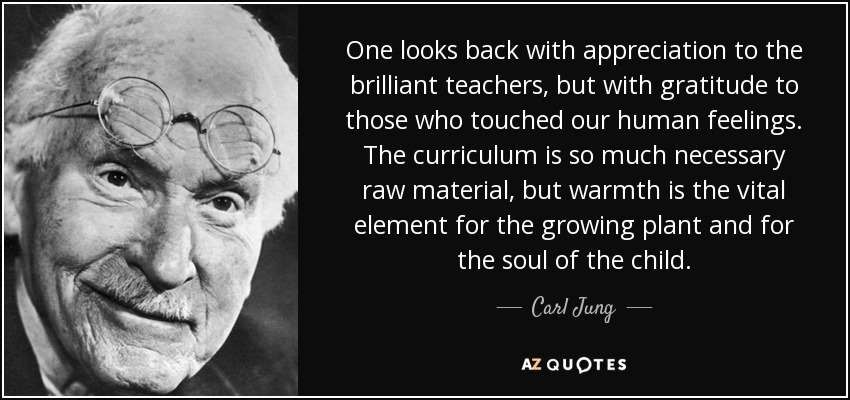 One looks back with appreciation to the
brilliant teachers, but with gratitude to
those who touched our human feelings.
The curriculum is so much necessary
raw material, but warmth is the vital
element for the growing plant and for
the soul of the child.
Carl Jung
AZ QUOTES